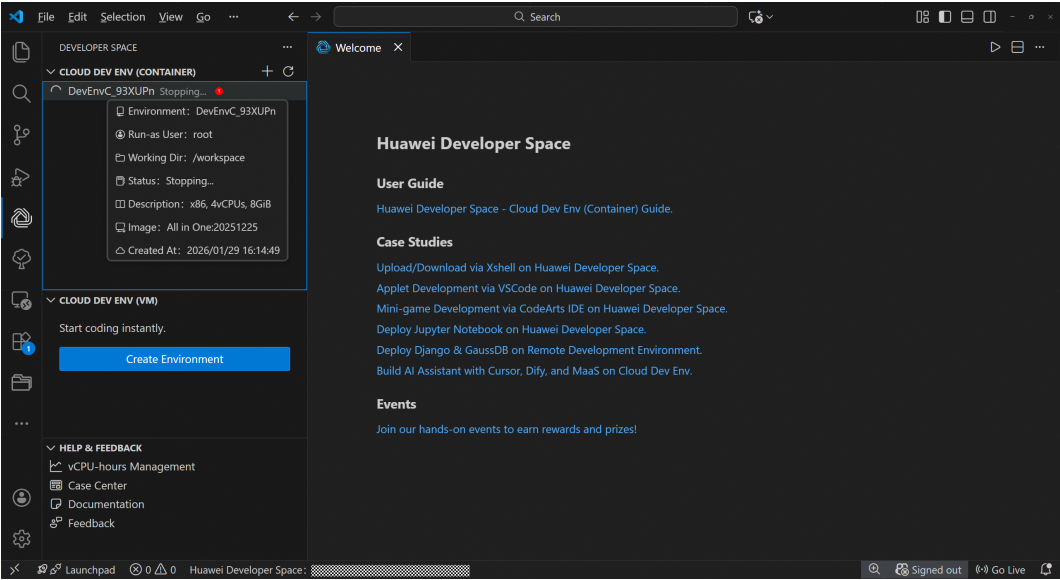 File Edit Selection View Go ··· Search
DEVELOPER SPACE ···
Welcome
CLOUD DEV ENV (CONTAINER)
DevEnvC_93XUPn Stopping... 1
Environment： DevEnvC_93XUPn
Run-as User： root
Working Dir： /workspace
Status： Stopping...
Description： x86, 4vCPUs, 8GiB
Image： All in One:20251225
Created At： 2026/01/29 16:14:49
CLOUD DEV ENV (VM)
Start coding instantly.
Create Environment
1
HELP & FEEDBACK
vCPU-hours Management
Case Center
Documentation
Feedback
Huawei Developer Space
User Guide
Huawei Developer Space - Cloud Dev Env (Container) Guide.
Case Studies
Upload/Download via Xshell on Huawei Developer Space.
Applet Development via VSCode on Huawei Developer Space.
Mini-game Development via CodeArts IDE on Huawei Developer Space.
Deploy Jupyter Notebook on Huawei Developer Space.
Deploy Django & GaussDB on Remote Development Environment.
Build AI Assistant with Cursor, Dify, and MaaS on Cloud Dev Env.
Events
Join our hands-on events to earn rewards and prizes!
Launchpad 0 0 Huawei Developer Space： Signed out Go Live